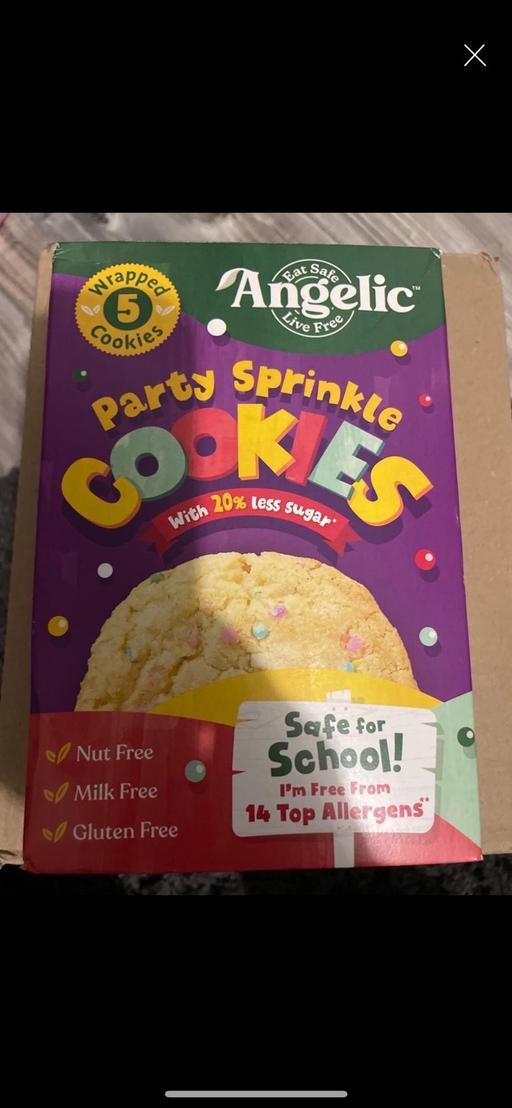 Wrapped
5
Cookies
Eat Safe
Angelic™
Live Free
Party Sprinkle
COOKIES
With 20% less sugar*
Nut Free
Milk Free
Gluten Free
Safe for
School!
I'm Free From
14 Top Allergens**